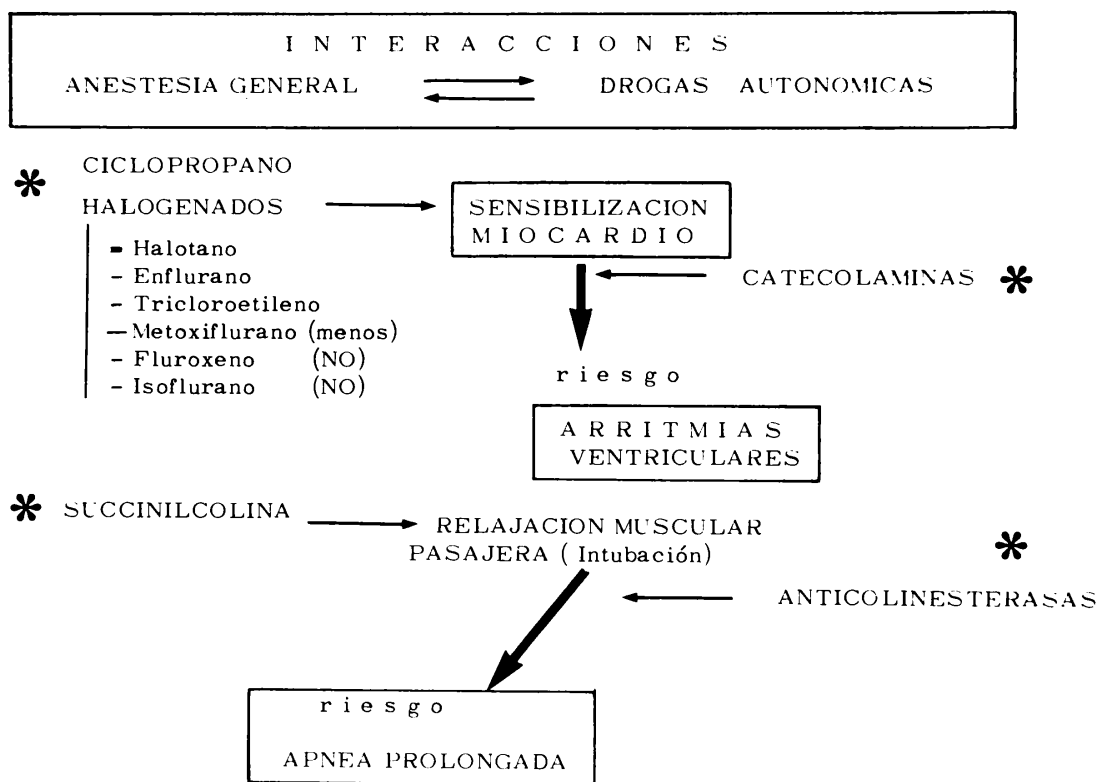 INTERACCIONES
ANESTESIA GENERAL DROGAS AUTONOMICAS
* CICLOPROPANO
HALOGENADOS
- Halotano
- Enflurano
- Tricloroetileno
- Metoxiflurano (menos)
- Fluroxeno (NO)
- Isoflurano (NO)
SENSIBILIZACION
MIOCARDIO
CATECOLAMINAS *
riesgo
ARRITMIAS
VENTRICULARES
* SUCCINILCOLINA
RELAJACION MUSCULAR
PASAJERA ( Intubación)
*
ANTICOLINESTERASAS
riesgo
APNEA PROLONGADA